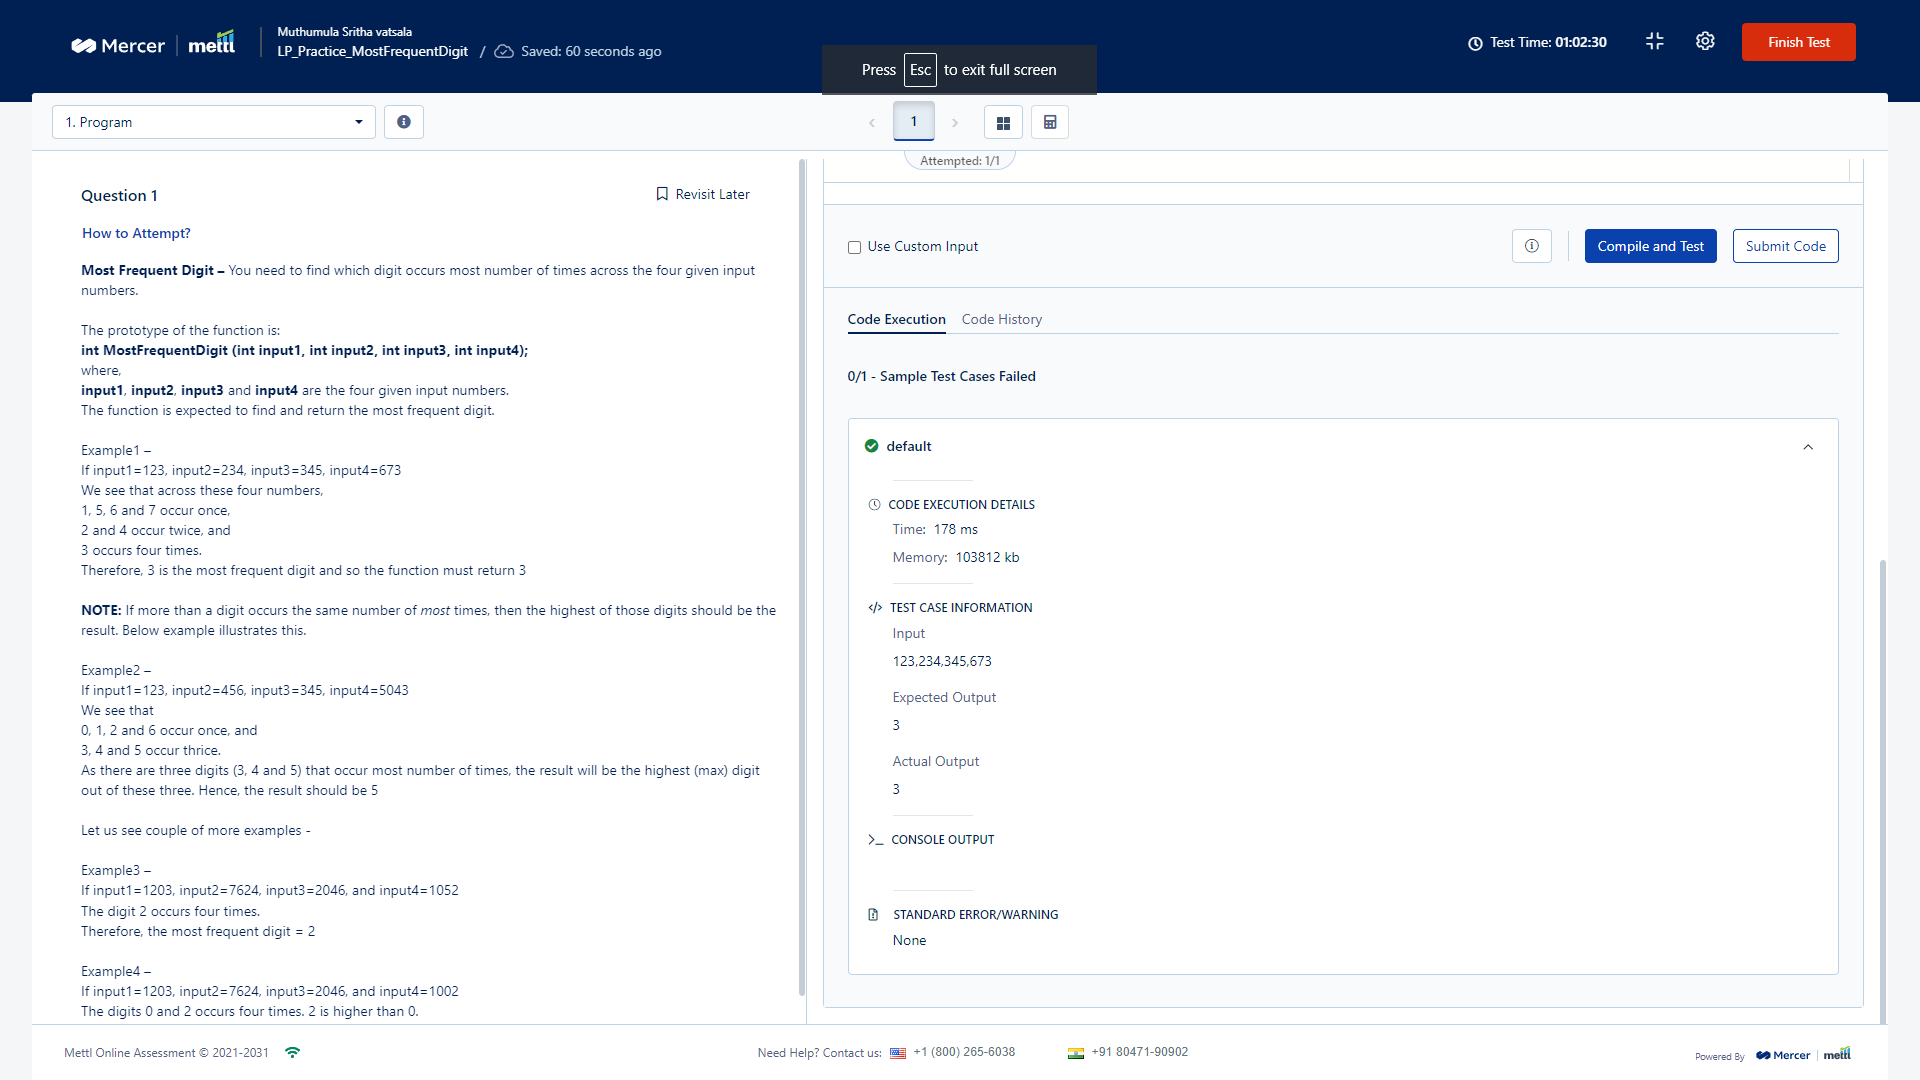 Mercer mettl
Muthumula Sritha vatsala
LP_Practice_MostFrequentDigit / Saved: 60 seconds ago
Press Esc to exit full screen
Test Time: 01:02:30
Finish Test
1. Program
1
Attempted: 1/1
Question 1
Revisit Later
How to Attempt?
Most Frequent Digit – You need to find which digit occurs most number of times across the four given input
numbers.
The prototype of the function is:
int MostFrequentDigit (int input1, int input2, int input3, int input4);
where,
input1, input2, input3 and input4 are the four given input numbers.
The function is expected to find and return the most frequent digit.
Example1 –
If input1=123, input2=234, input3=345, input4=673
We see that across these four numbers,
1, 5, 6 and 7 occur once,
2 and 4 occur twice, and
3 occurs four times.
Therefore, 3 is the most frequent digit and so the function must return 3
NOTE: If more than a digit occurs the same number of most times, then the highest of those digits should be the
result. Below example illustrates this.
Example2 –
If input1=123, input2=456, input3=345, input4=5043
We see that
0, 1, 2 and 6 occur once, and
3, 4 and 5 occur thrice.
As there are three digits (3, 4 and 5) that occur most number of times, the result will be the highest (max) digit
out of these three. Hence, the result should be 5
Let us see couple of more examples -
Example3 –
If input1=1203, input2=7624, input3=2046, and input4=1052
The digit 2 occurs four times.
Therefore, the most frequent digit = 2
Example4 –
If input1=1203, input2=7624, input3=2046, and input4=1002
The digits 0 and 2 occurs four times. 2 is higher than 0.
Use Custom Input
Compile and Test
Submit Code
Code Execution
Code History
0/1 - Sample Test Cases Failed
default
CODE EXECUTION DETAILS
Time: 178 ms
Memory: 103812 kb
TEST CASE INFORMATION
Input
123,234,345,673
Expected Output
3
Actual Output
3
CONSOLE OUTPUT
STANDARD ERROR/WARNING
None
Mettl Online Assessment © 2021-2031
Need Help? Contact us: +1 (800) 265-6038
+91 80471-90902
Powered By Mercer mettl